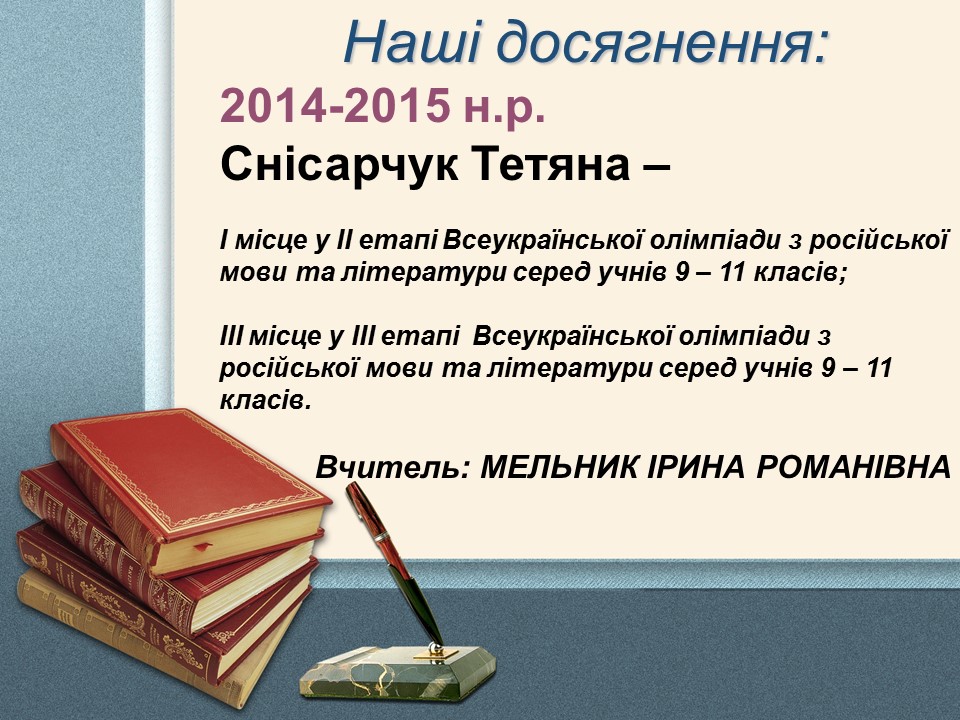 Наші досягнення:
2014-2015 н.р.
Снісарчук Тетяна –
І місце у ІІ етапі Всеукраїнської олімпіади з російської
мови та літератури серед учнів 9 – 11 класів;
ІІІ місце у ІІІ етапі Всеукраїнської олімпіади з
російської мови та літератури серед учнів 9 – 11
класів.
Вчитель: МЕЛЬНИК ІРИНА РОМАНІВНА